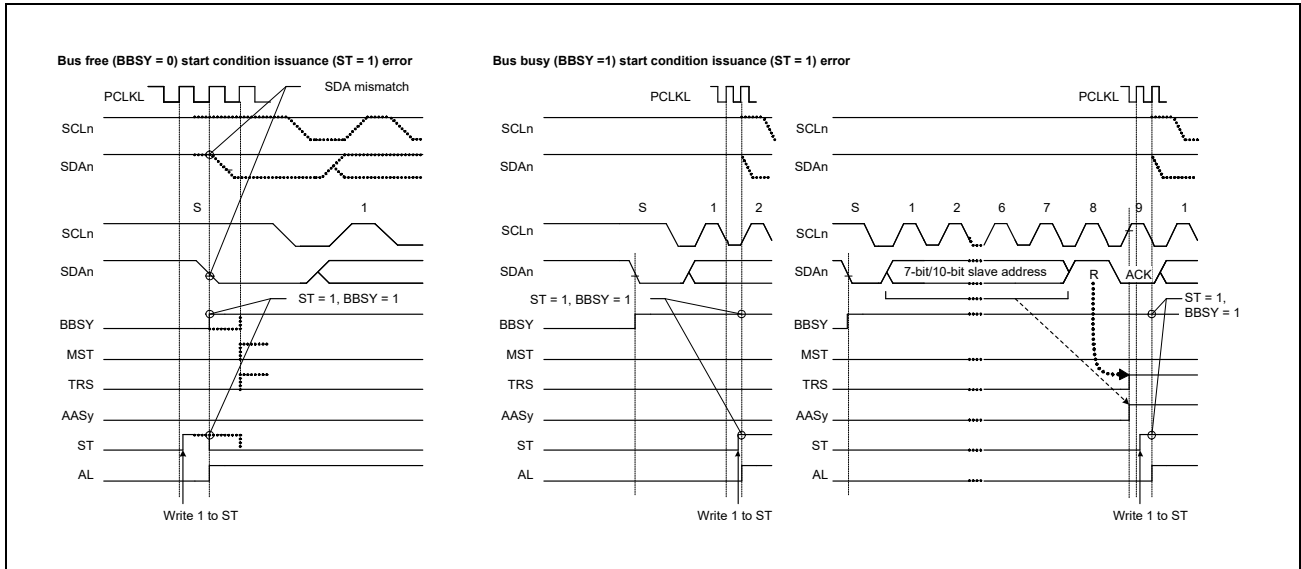 Bus free (BBSY = 0) start condition issuance (ST = 1) error
PCLKL
SDA mismatch
SCLn
SDAn
S
1
SCLn
SDAn
ST = 1, BBSY = 1
BBSY
MST
TRS
AASy
ST
AL
Write 1 to ST
Bus busy (BBSY =1) start condition issuance (ST = 1) error
PCLKL
SCLn
SDAn
S 1 2
SCLn
SDAn
ST = 1, BBSY = 1
BBSY
MST
TRS
AASy
ST
AL
Write 1 to ST
PCLKL
SCLn
SDAn
S 1 2 6 7 8 9 1
SCLn
SDAn
7-bit/10-bit slave address
R
ACK
ST = 1,
BBSY = 1
BBSY
MST
TRS
AASy
ST
AL
Write 1 to ST